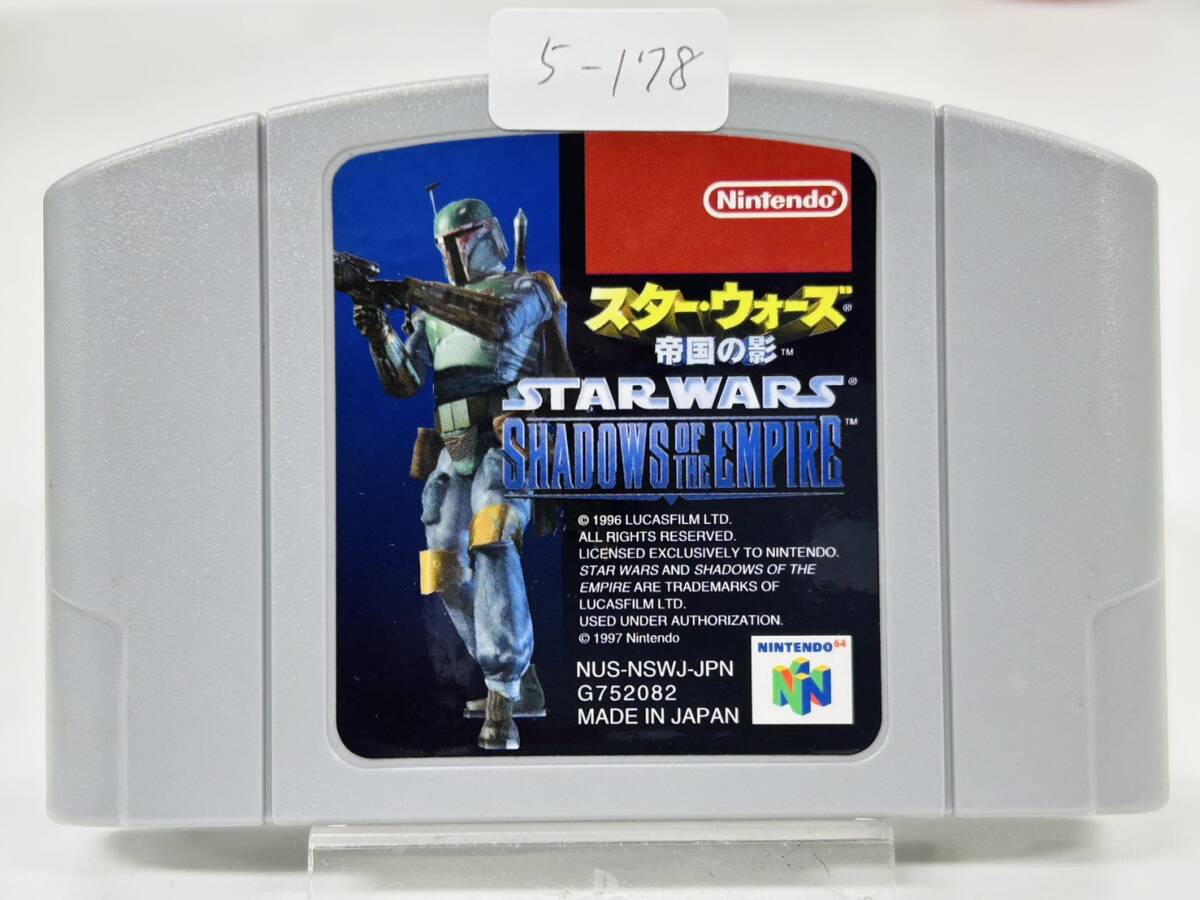 5-178
Nintendo®
スター・ウォーズ®
帝国の影™
STAR WARS®
SHADOWS OF THE EMPIRE™
© 1996 LUCASFILM LTD.
ALL RIGHTS RESERVED.
LICENSED EXCLUSIVELY TO NINTENDO.
STAR WARS AND SHADOWS OF THE
EMPIRE ARE TRADEMARKS OF
LUCASFILM LTD.
USED UNDER AUTHORIZATION.
© 1997 Nintendo
NUS-NSWJ-JPN
G752082
MADE IN JAPAN
NINTENDO64